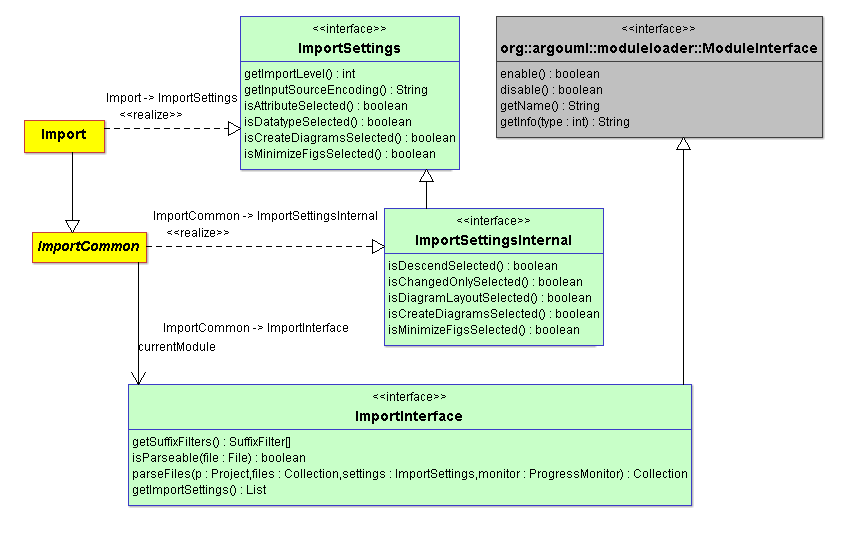 <<interface>>
ImportSettings
getImportLevel() : int
getInputSourceEncoding() : String
isAttributeSelected() : boolean
isDatatypeSelected() : boolean
isCreateDiagramsSelected() : boolean
isMinimizeFigsSelected() : boolean
<<interface>>
org::argouml::moduleloader::ModuleInterface
enable() : boolean
disable() : boolean
getName() : String
getInfo(type : int) : String
Import -> ImportSettings
<<realize>>
Import
ImportCommon -> ImportSettingsInternal
<<realize>>
ImportCommon
<<interface>>
ImportSettingsInternal
isDescendSelected() : boolean
isChangedOnlySelected() : boolean
isDiagramLayoutSelected() : boolean
isCreateDiagramsSelected() : boolean
isMinimizeFigsSelected() : boolean
ImportCommon -> ImportInterface
currentModule
<<interface>>
ImportInterface
getSuffixFilters() : SuffixFilter[]
isParseable(file : File) : boolean
parseFiles(p : Project,files : Collection,settings : ImportSettings,monitor : ProgressMonitor) : Collection
getImportSettings() : List